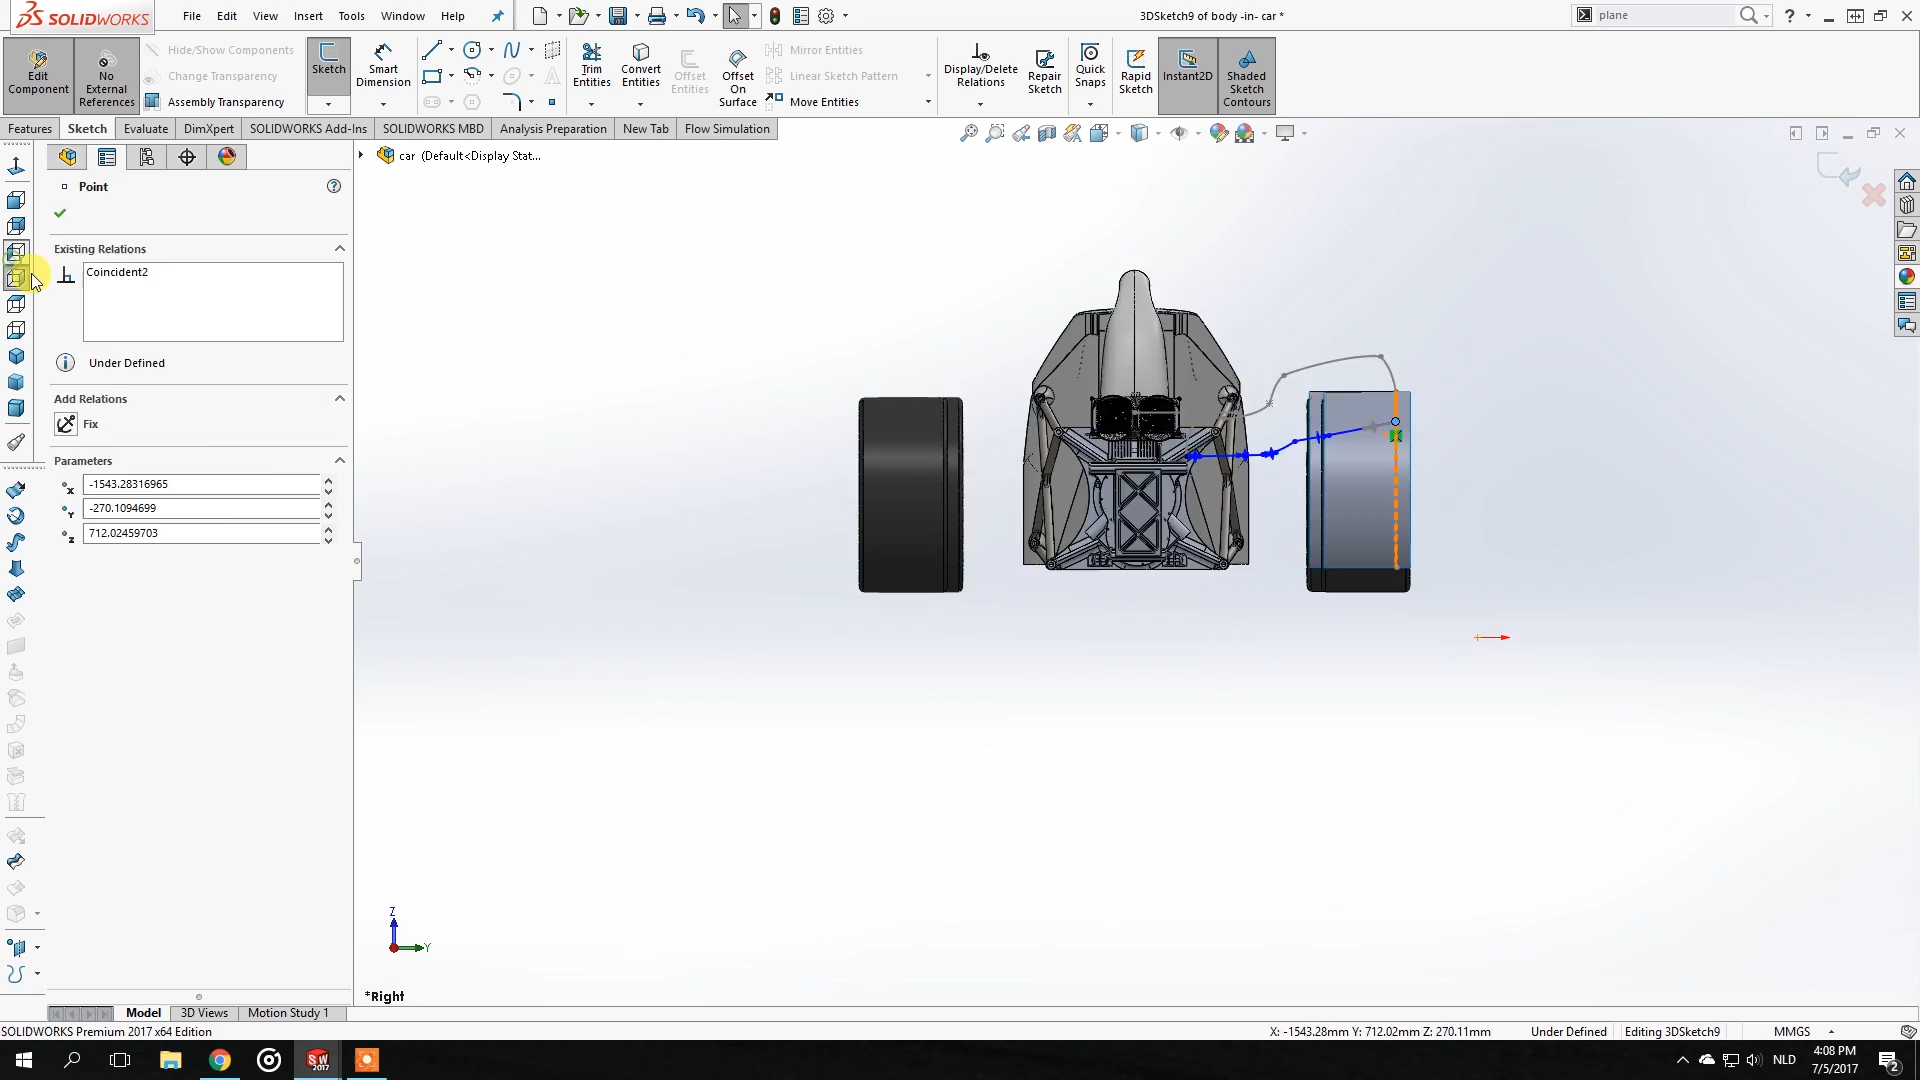 SOLIDWORKS
File Edit View Insert Tools Window Help
3DSketch9 of body -in- car *
plane
Edit Component
No External References
Hide/Show Components
Change Transparency
Assembly Transparency
Sketch
Smart Dimension
Trim Entities
Convert Entities
Offset Entities
Offset On Surface
Mirror Entities
Linear Sketch Pattern
Move Entities
Display/Delete Relations
Repair Sketch
Quick Snaps
Rapid Sketch
Instant2D
Shaded Sketch Contours
Features Sketch Evaluate DimXpert SOLIDWORKS Add-Ins SOLIDWORKS MBD Analysis Preparation New Tab Flow Simulation
car (Default<Display Stat...
Point
Existing Relations
Coincident2
Under Defined
Add Relations
Fix
Parameters
x -1543.28316965
Y -270.1094699
z 712.02459703
Z
Y
*Right
Model 3D Views Motion Study 1
SOLIDWORKS Premium 2017 x64 Edition
X: -1543.28mm Y: 712.02mm Z: 270.11mm Under Defined Editing 3DSketch9 MMGS
SW 2017
NLD
4:08 PM
7/5/2017
2